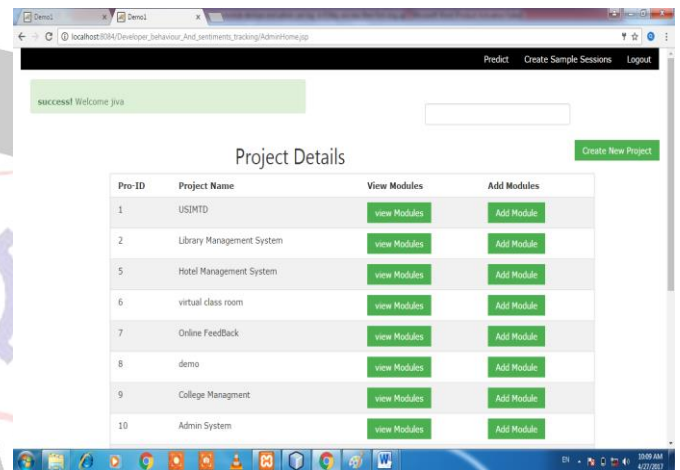 Demo1 Demo1
localhost:8084/Developer_behaviour_And_sentiments_tracking/AdminHome.jsp
Predict Create Sample Sessions Logout
success! Welcome jiva
Create New Project
Project Details
Pro-ID Project Name View Modules Add Modules
1 USIMTD view Modules Add Module
2 Library Management System view Modules Add Module
5 Hotel Management System view Modules Add Module
6 virtual class room view Modules Add Module
7 Online FeedBack view Modules Add Module
8 demo view Modules Add Module
9 College Managment view Modules Add Module
10 Admin System view Modules Add Module
EN 10:09 AM
4/27/2017